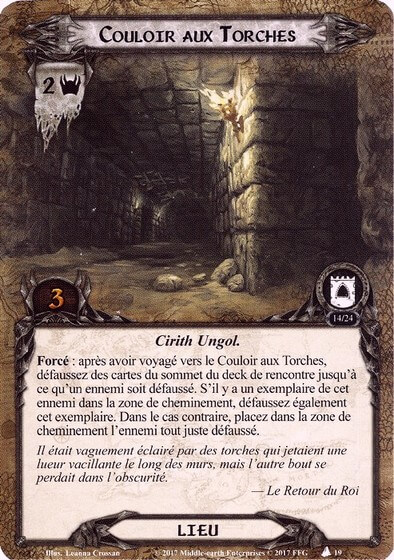 Couloir aux Torches
2
3
14/24
Cirith Ungol.
Forcé : après avoir voyagé vers le Couloir aux Torches,
défaussez des cartes du sommet du deck de rencontre jusqu'à
ce qu'un ennemi soit défaussé. S'il y a un exemplaire de cet
ennemi dans la zone de cheminement, défaussez également
cet exemplaire. Dans le cas contraire, placez dans la zone de
cheminement l'ennemi tout juste défaussé.
Il était vaguement éclairé par des torches qui jetaient une
lueur vacillante le long des murs, mais l'autre bout se
perdait dans l'obscurité.
— Le Retour du Roi
LIEU
Illus. Leanna Crossan
© 2017 Middle-earth Enterprises © 2017 FFG
19